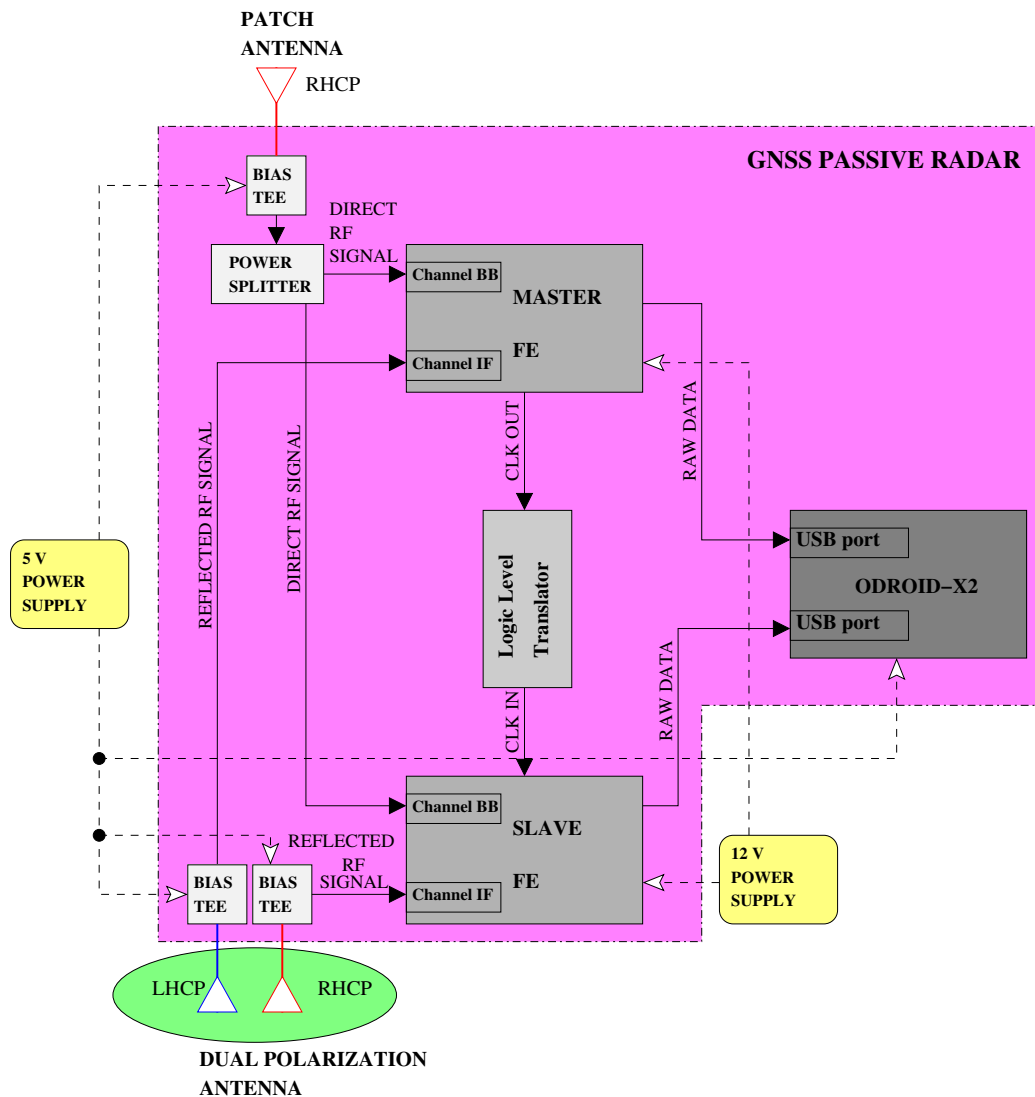 PATCH
ANTENNA
RHCP
GNSS PASSIVE RADAR
BIAS
TEE
DIRECT
RF
SIGNAL
POWER
SPLITTER
Channel BB
MASTER
FE
Channel IF
REFLECTED RF SIGNAL
DIRECT RF SIGNAL
CLK OUT
RAW DATA
Logic Level
Translator
USB port
ODROID−X2
USB port
5 V
POWER
SUPPLY
CLK IN
RAW DATA
Channel BB
SLAVE
FE
Channel IF
REFLECTED
RF
SIGNAL
BIAS
TEE
BIAS
TEE
12 V
POWER
SUPPLY
LHCP
RHCP
DUAL POLARIZATION
ANTENNA